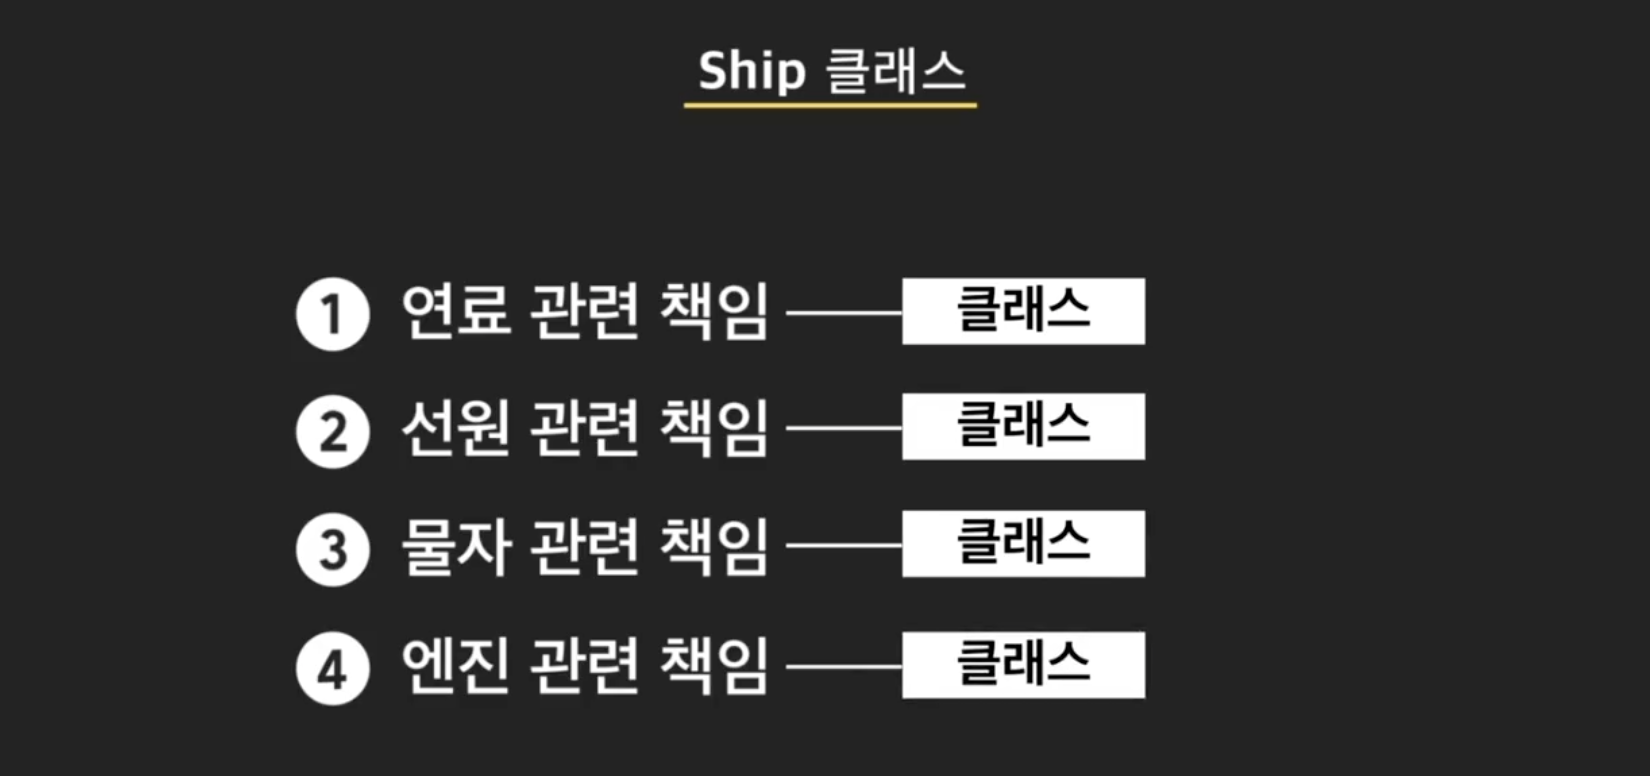 Ship 클래스
1 연료 관련 책임 클래스
2 선원 관련 책임 클래스
3 물자 관련 책임 클래스
4 엔진 관련 책임 클래스